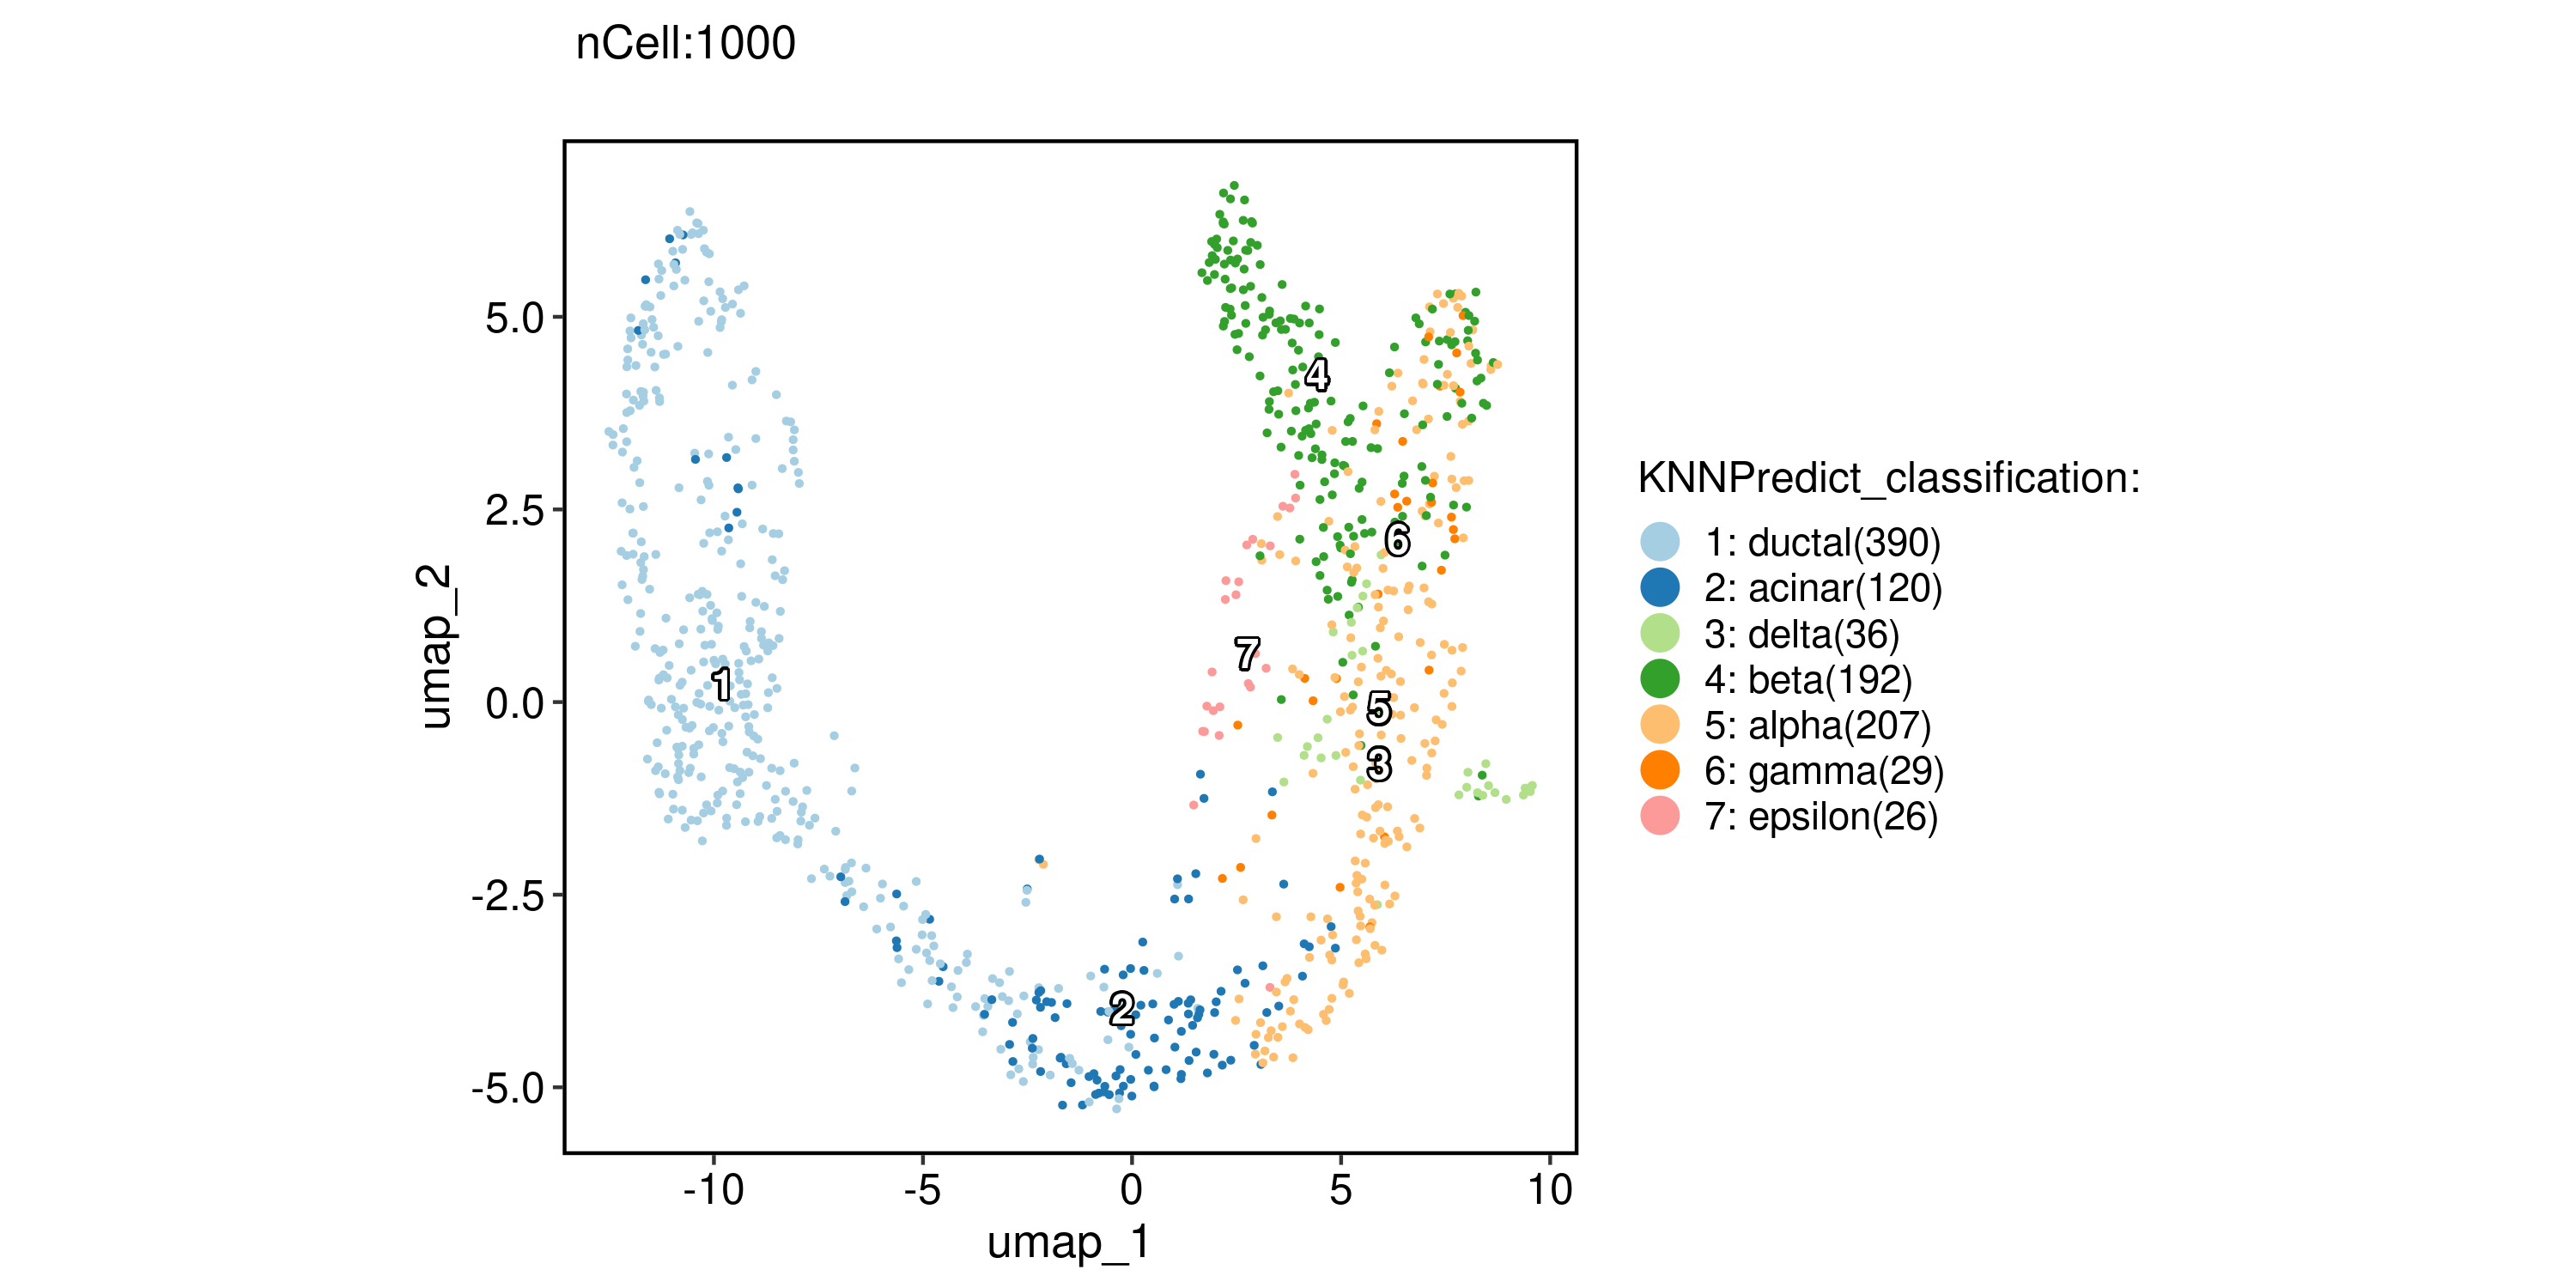 nCell:1000
umap_2
5.0
2.5
0.0
-2.5
-5.0
1
2
3
4
5
6
7
-10
-5
0
5
10
umap_1
KNNPredict_classification:
1: ductal(390)
2: acinar(120)
3: delta(36)
4: beta(192)
5: alpha(207)
6: gamma(29)
7: epsilon(26)